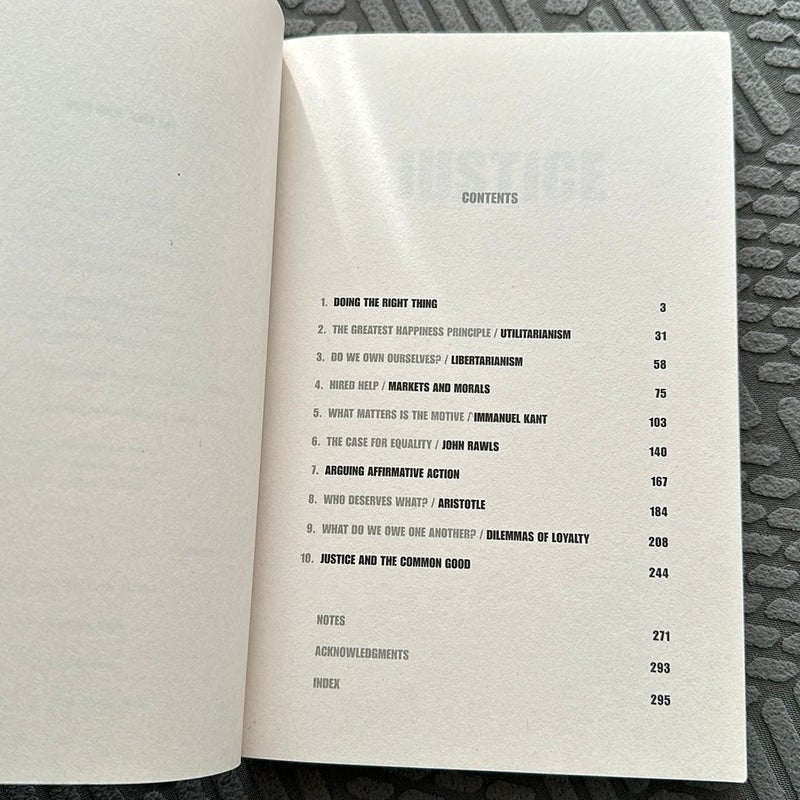 JUSTICE
CONTENTS
1. DOING THE RIGHT THING 3
2. THE GREATEST HAPPINESS PRINCIPLE / UTILITARIANISM 31
3. DO WE OWN OURSELVES? / LIBERTARIANISM 58
4. HIRED HELP / MARKETS AND MORALS 75
5. WHAT MATTERS IS THE MOTIVE / IMMANUEL KANT 103
6. THE CASE FOR EQUALITY / JOHN RAWLS 140
7. ARGUING AFFIRMATIVE ACTION 167
8. WHO DESERVES WHAT? / ARISTOTLE 184
9. WHAT DO WE OWE ONE ANOTHER? / DILEMMAS OF LOYALTY 208
10. JUSTICE AND THE COMMON GOOD 244
NOTES 271
ACKNOWLEDGMENTS 293
INDEX 295